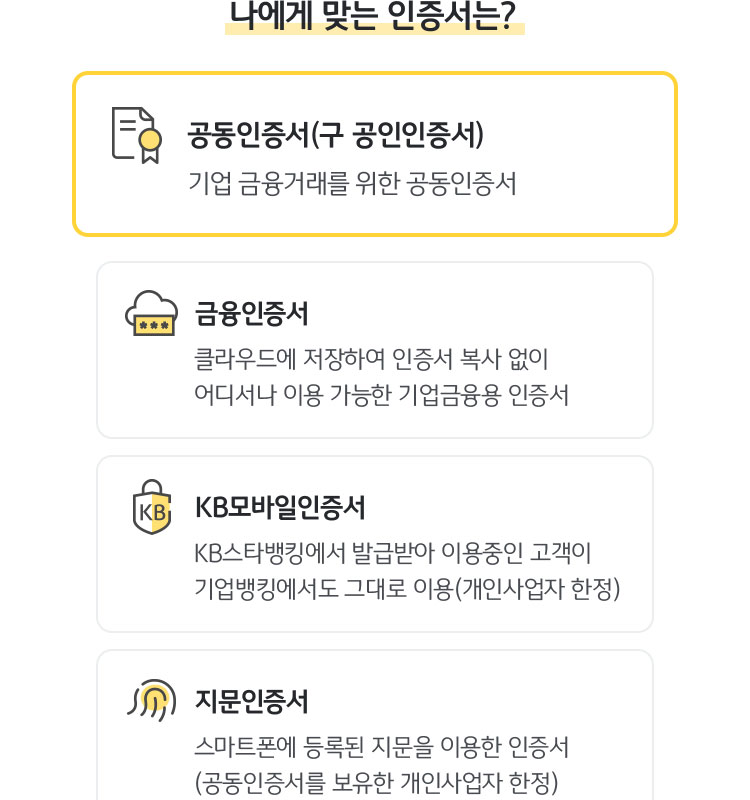 나에게 맞는 인증서는?
공동인증서(구 공인인증서)
기업 금융거래를 위한 공동인증서
***
금융인증서
클라우드에 저장하여 인증서 복사 없이
어디서나 이용 가능한 기업금융용 인증서
KB
KB모바일인증서
KB스타뱅킹에서 발급받아 이용중인 고객이
기업뱅킹에서도 그대로 이용(개인사업자 한정)
지문인증서
스마트폰에 등록된 지문을 이용한 인증서
(공동인증서를 보유한 개인사업자 한정)